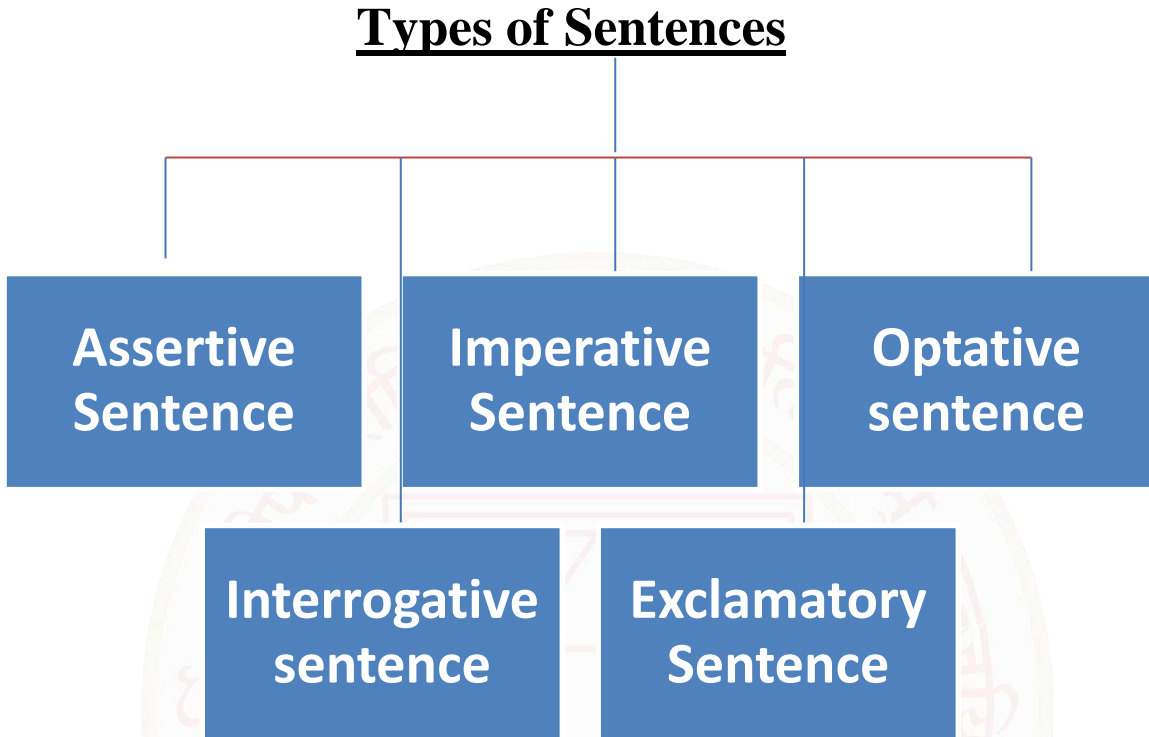 Types of Sentences
Assertive
Sentence
Imperative
Sentence
Optative
sentence
Interrogative
sentence
Exclamatory
Sentence